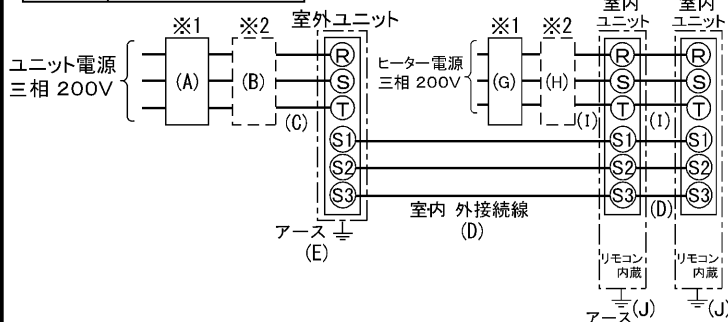 ※1
※2
室外ユニット
ユニット電源
三相 200V
(A)
(B)
(C)
R
S
T
S1
S2
S3
アース
(E)
室内 外接続線
(D)
※1
※2
ヒーター電源
三相 200V
(G)
(H)
(I)
室内
ユニット
R
S
T
S1
S2
S3
リモコン
内蔵
アース
(J)
(I)
(D)
室内
ユニット
R
S
T
S1
S2
S3
リモコン
内蔵
(J)